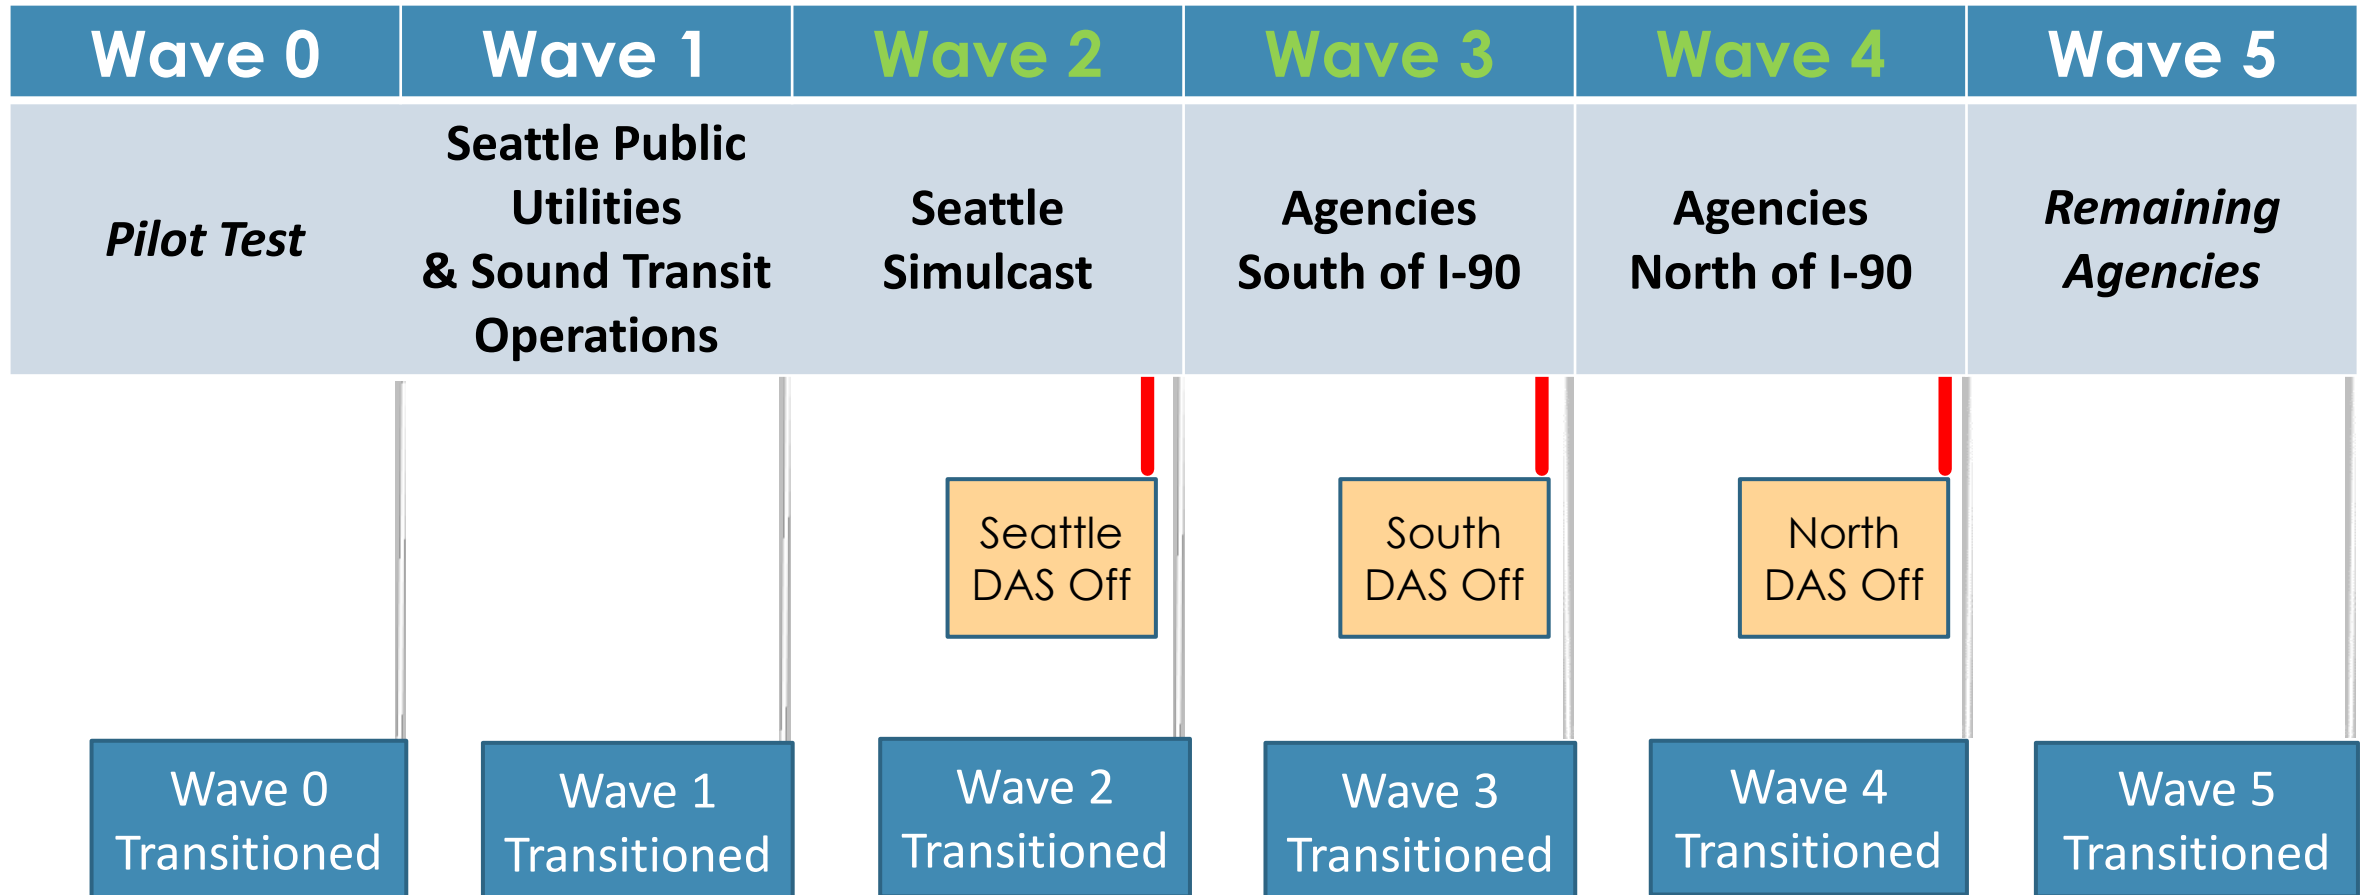 Wave 0
Wave 1
Wave 2
Wave 3
Wave 4
Wave 5
Pilot Test
Seattle Public
Utilities
& Sound Transit
Operations
Seattle
Simulcast
Agencies
South of I-90
Agencies
North of I-90
Remaining
Agencies
Seattle
DAS Off
South
DAS Off
North
DAS Off
Wave 0
Transitioned
Wave 1
Transitioned
Wave 2
Transitioned
Wave 3
Transitioned
Wave 4
Transitioned
Wave 5
Transitioned